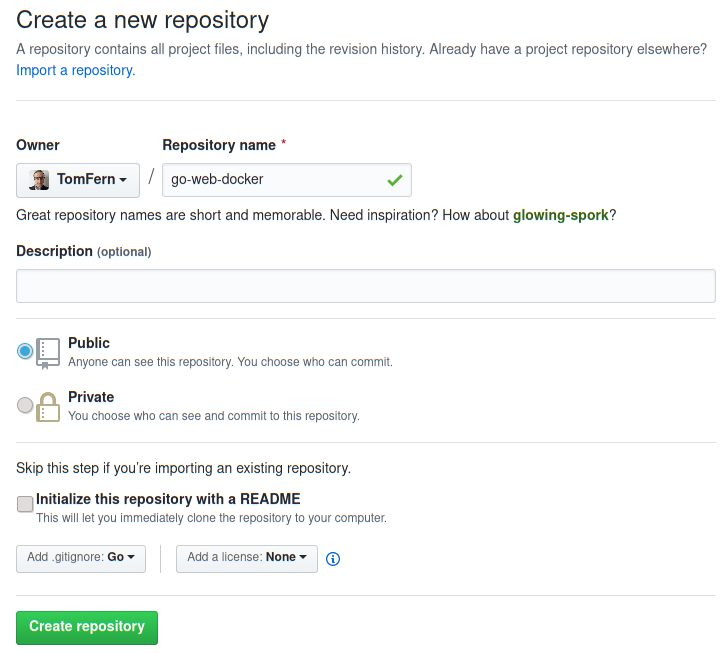 Create a new repository
A repository contains all project files, including the revision history. Already have a project repository elsewhere?
Import a repository.
Owner
Repository name *
TomFern
/
go-web-docker
Great repository names are short and memorable. Need inspiration? How about glowing-spork?
Description (optional)
Public
Anyone can see this repository. You choose who can commit.
Private
You choose who can see and commit to this repository.
Skip this step if you’re importing an existing repository.
Initialize this repository with a README
This will let you immediately clone the repository to your computer.
Add .gitignore: Go
Add a license: None
Create repository